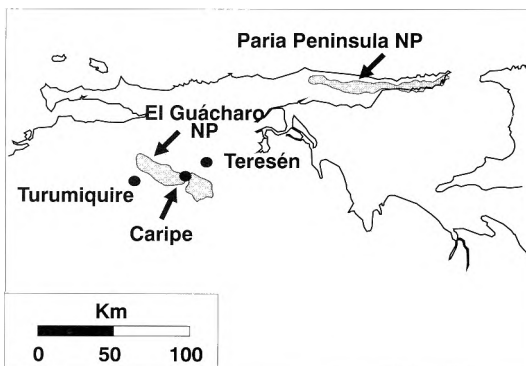 Paria Peninsula NP
El Guácharo
NP
Teresén
Turumiquire
Caripe
Km
0 50 100